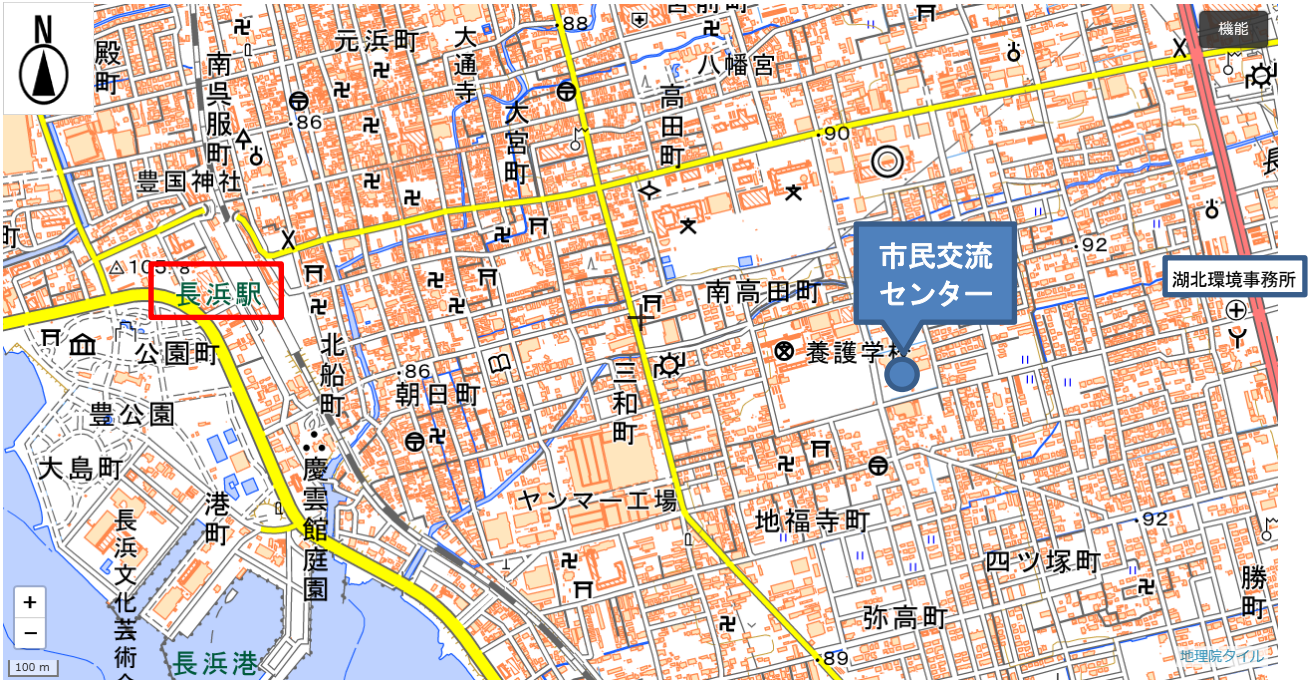 N
機能
88
宮前町
殿町
元浜町
大通寺
八幡宮
南呉服町
86
大宮町
高田町
90
豊国神社
長
町
92
105.8
長浜駅
市民交流
センター
湖北環境事務所
南高田町
公園町
北船町
養護学校
86
朝日町
三和町
豊公園
大島町
慶雲館庭園
港町
ヤンマー工場
地福寺町
92
長浜文化芸術会
四ツ塚町
勝町
弥高町
+
−
100 m
長浜港
89
地理院タイル